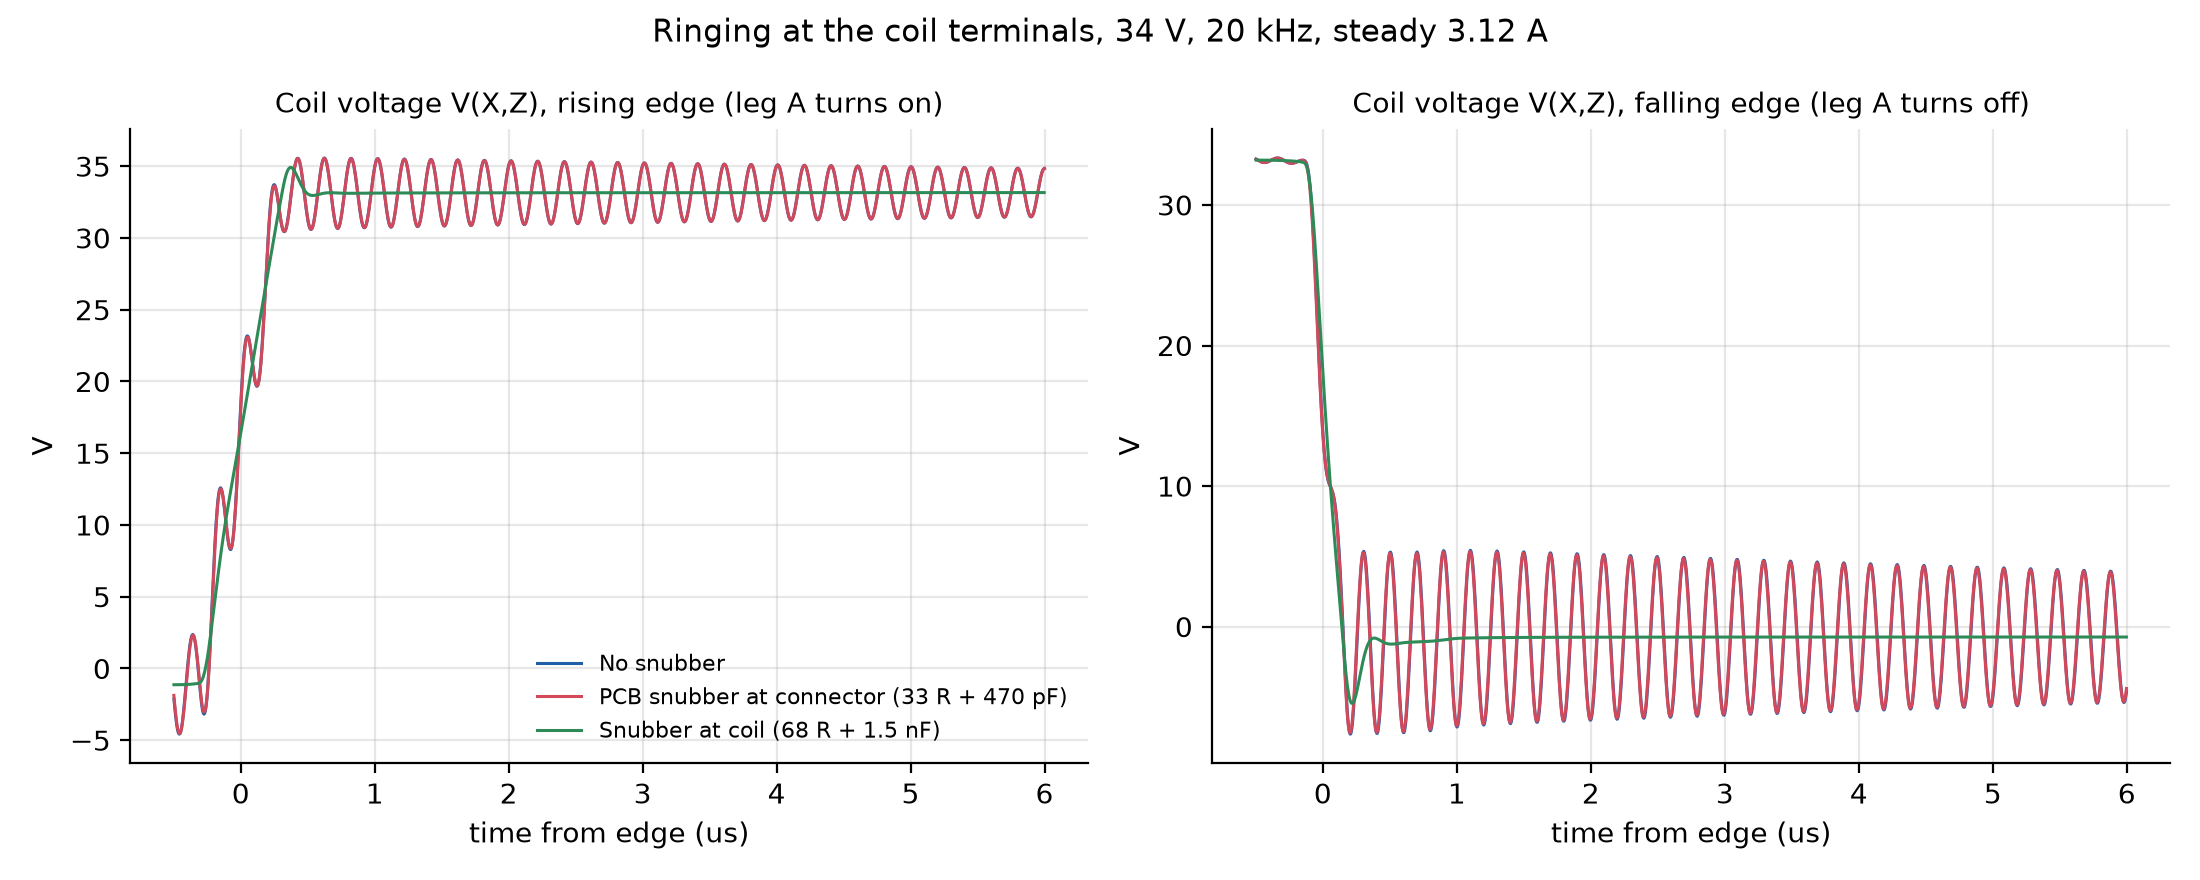 Ringing at the coil terminals, 34 V, 20 kHz, steady 3.12 A
Coil voltage V(X,Z), rising edge (leg A turns on)
35
30
25
20
15
10
5
0
−5
V
No snubber
PCB snubber at connector (33 R + 470 pF)
Snubber at coil (68 R + 1.5 nF)
0 1 2 3 4 5 6
time from edge (us)
Coil voltage V(X,Z), falling edge (leg A turns off)
30
20
10
0
V
0 1 2 3 4 5 6
time from edge (us)